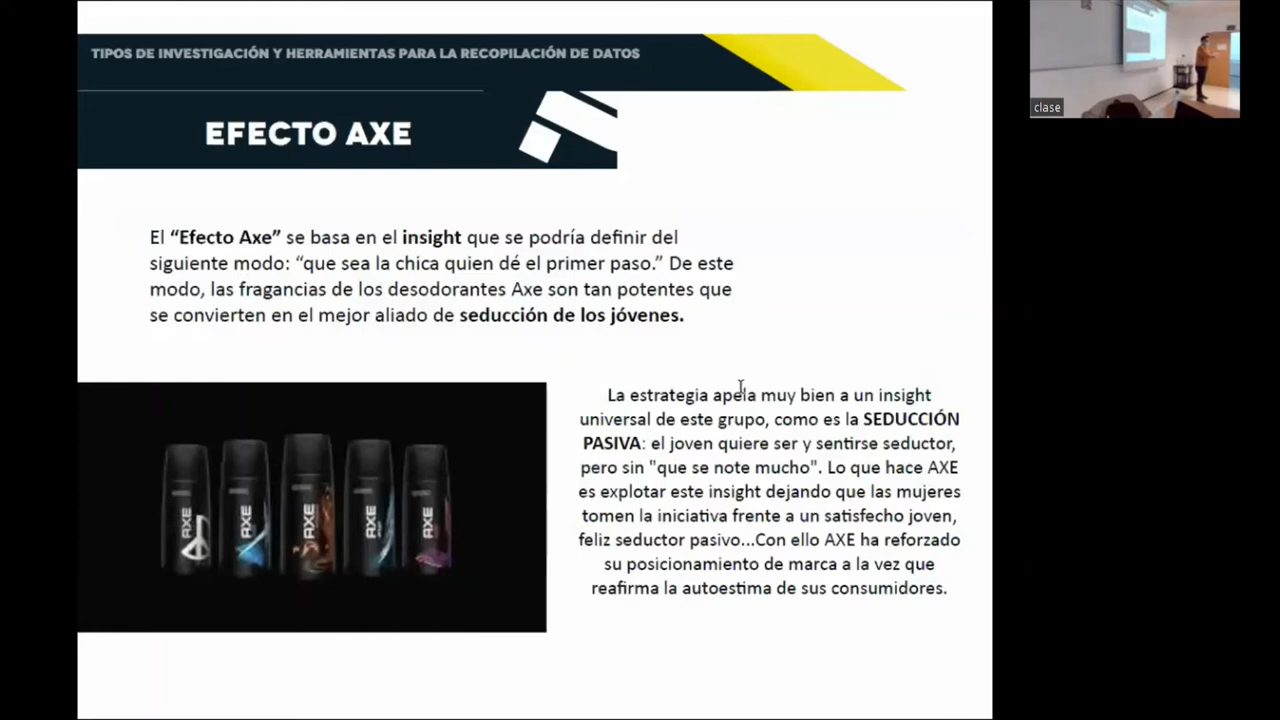 TIPOS DE INVESTIGACIÓN Y HERRAMIENTAS PARA LA RECOPILACIÓN DE DATOS
EFECTO AXE
clase
El “Efecto Axe” se basa en el insight que se podría definir del
siguiente modo: “que sea la chica quien dé el primer paso.” De este
modo, las fragancias de los desodorantes Axe son tan potentes que
se convierten en el mejor aliado de seducción de los jóvenes.
La estrategia apela muy bien a un insight
universal de este grupo, como es la SEDUCCIÓN
PASIVA: el joven quiere ser y sentirse seductor,
pero sin "que se note mucho". Lo que hace AXE
es explotar este insight dejando que las mujeres
tomen la iniciativa frente a un satisfecho joven,
feliz seductor pasivo...Con ello AXE ha reforzado
su posicionamiento de marca a la vez que
reafirma la autoestima de sus consumidores.
AXE
AXE
AXE
AXE
AXE